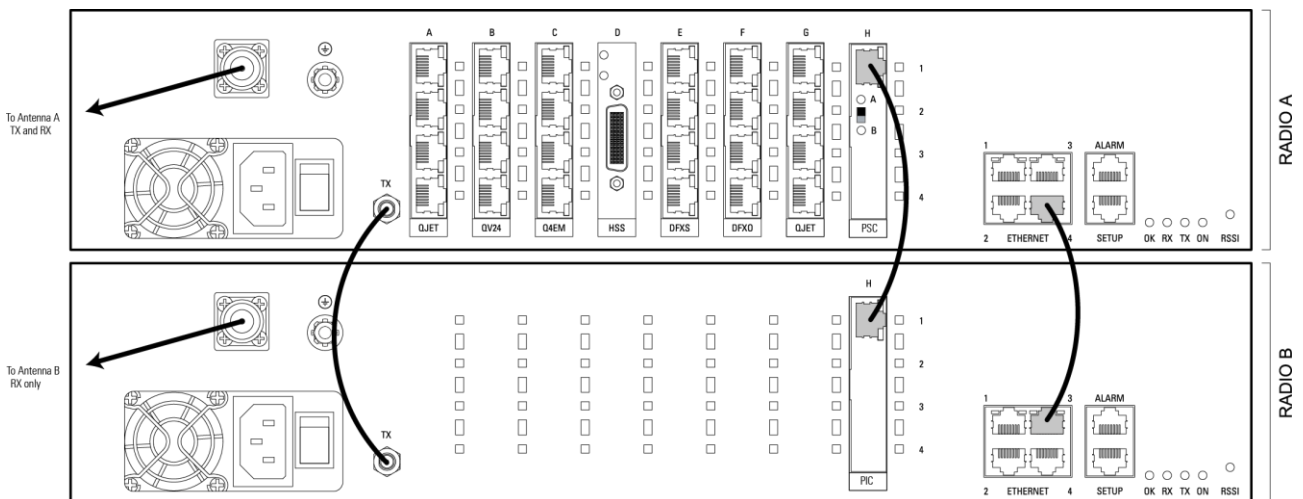 A B C D E F G H
1
To Antenna A
TX and RX
A
2
B
1 3 ALARM
3
TX
4
QJET QV24 Q4EM HSS DFXS DFXO QJET PSC
2 ETHERNET 4 SETUP OK RX TX ON RSSI
RADIO A
H
1
To Antenna B
RX only
2
1 3 ALARM
3
TX
4
PIC
2 ETHERNET 4 SETUP OK RX TX ON RSSI
RADIO B